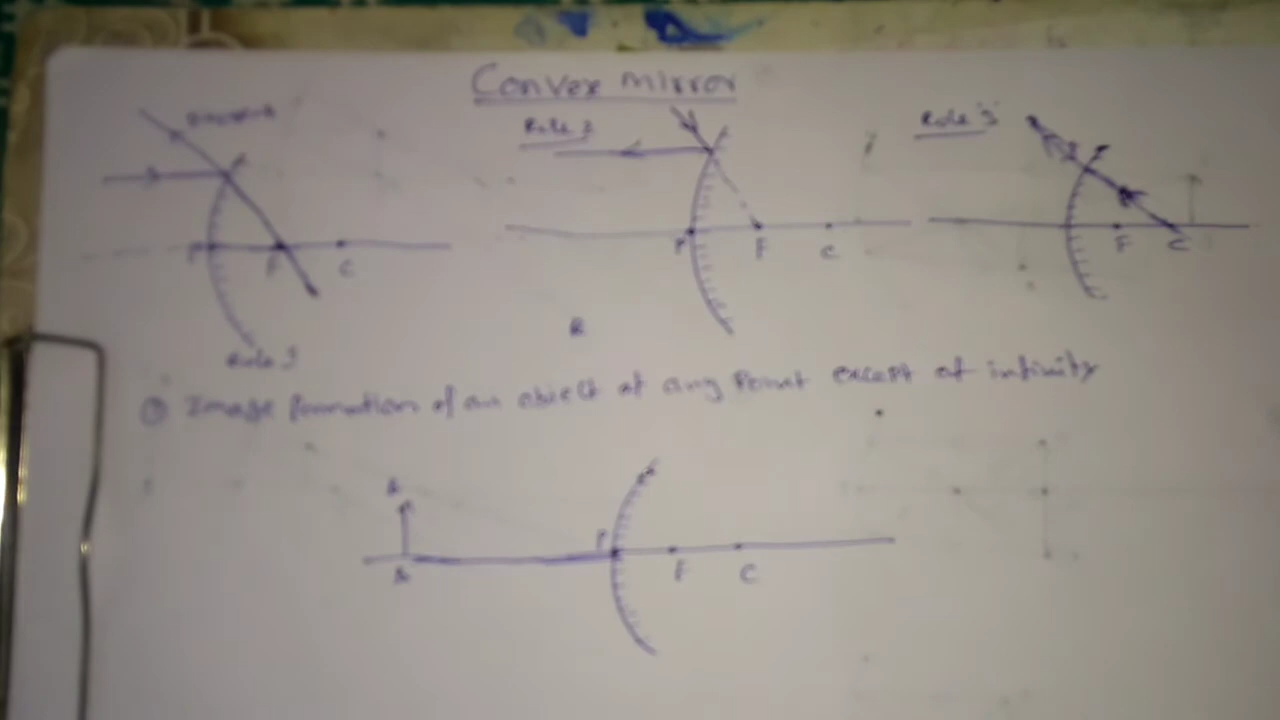 Convex mirror
Rule 2
Rule 3
P F C
P F C
F C
Rule 1
R
① Image formation of an object at any Point except at infinity
A
P
B F C